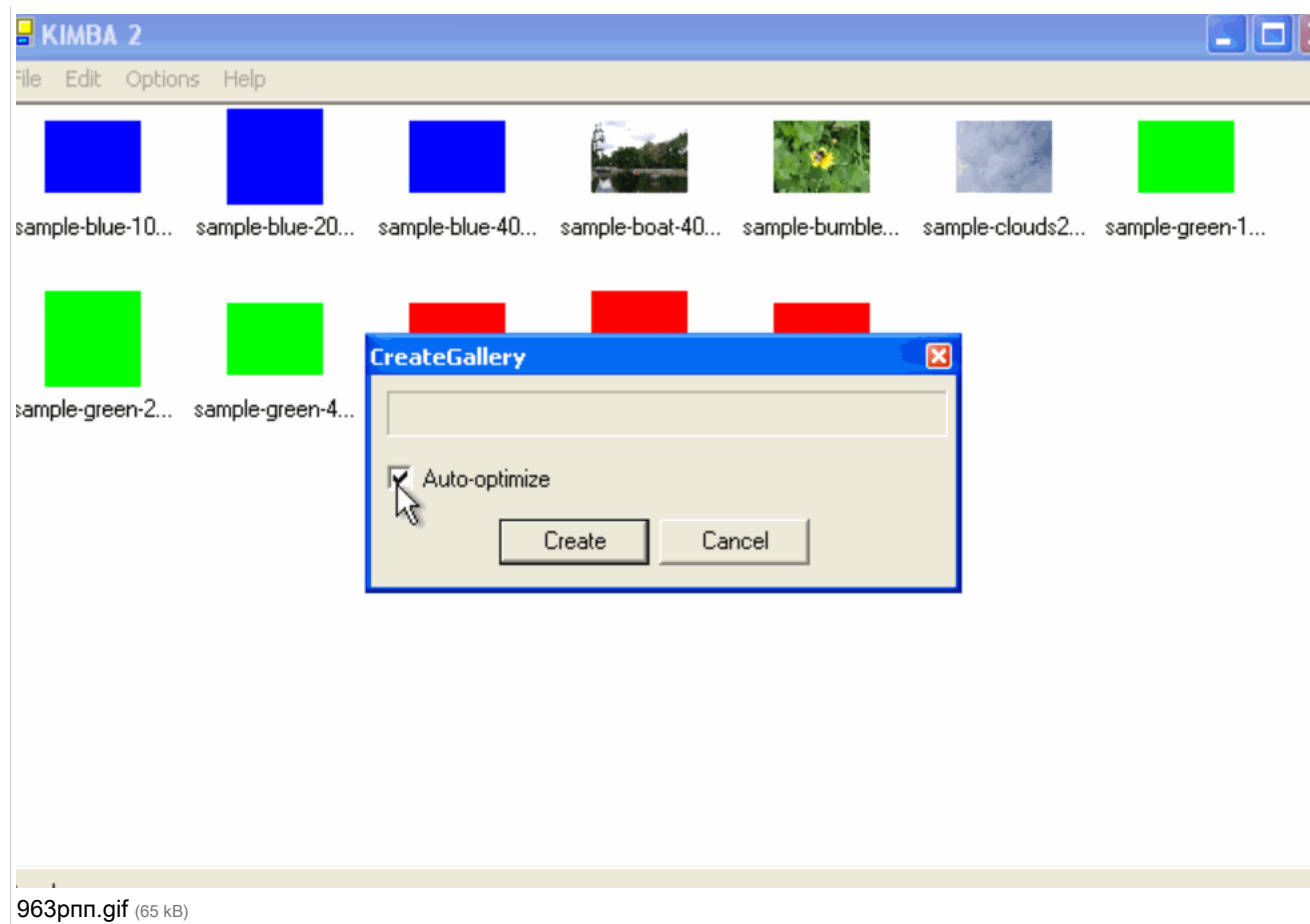 KIMBA 2
File Edit Options Help
sample-blue-10... sample-blue-20... sample-blue-40... sample-boat-40... sample-bumble... sample-clouds2... sample-green-1...
sample-green-2... sample-green-4...
CreateGallery
Auto-optimize
Create Cancel
963рпп.gif (65 kB)